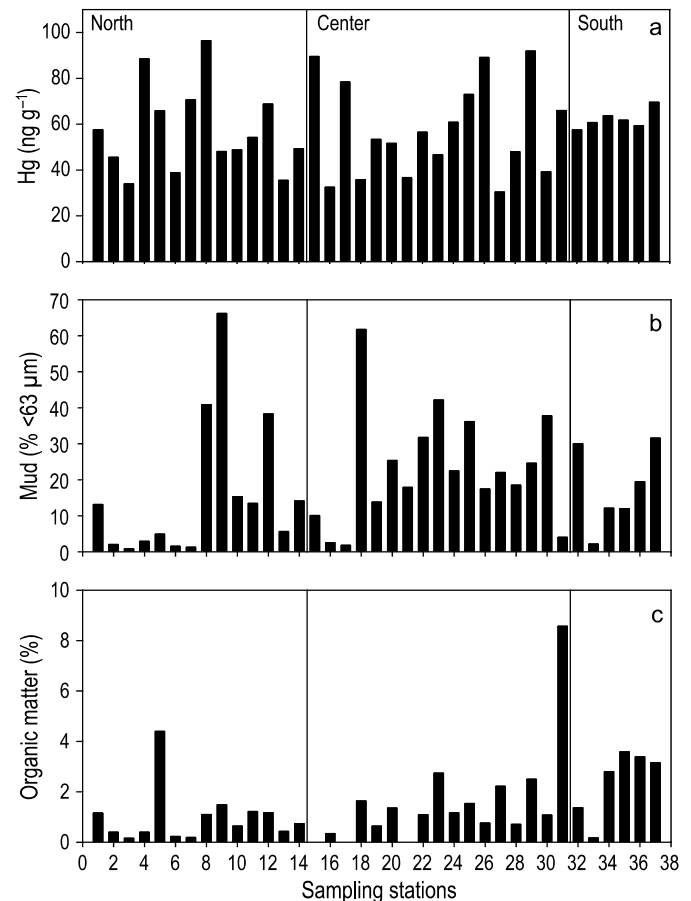 North
Center
South
a
Hg (ng g⁻¹)
100
80
60
40
20
0
b
Mud (% <63 µm)
70
60
50
40
30
20
10
0
c
Organic matter (%)
10
8
6
4
2
0
0 2 4 6 8 10 12 14 16 18 20 22 24 26 28 30 32 34 36 38
Sampling stations